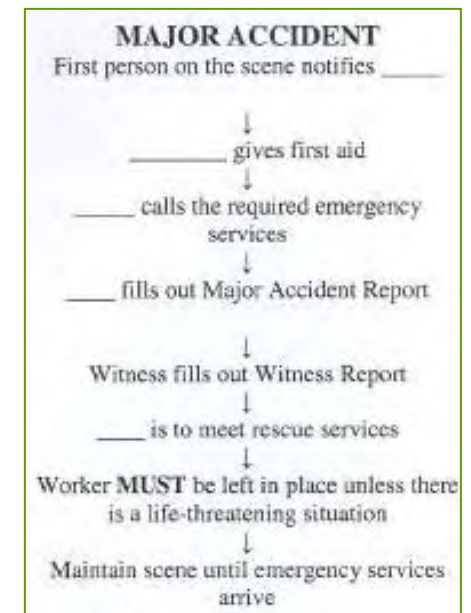 MAJOR ACCIDENT
First person on the scene notifies _____
↓
________ gives first aid
↓
_____ calls the required emergency
services
↓
____ fills out Major Accident Report
↓
Witness fills out Witness Report
↓
____ is to meet rescue services
↓
Worker MUST be left in place unless there
is a life-threatening situation
↓
Maintain scene until emergency services
arrive